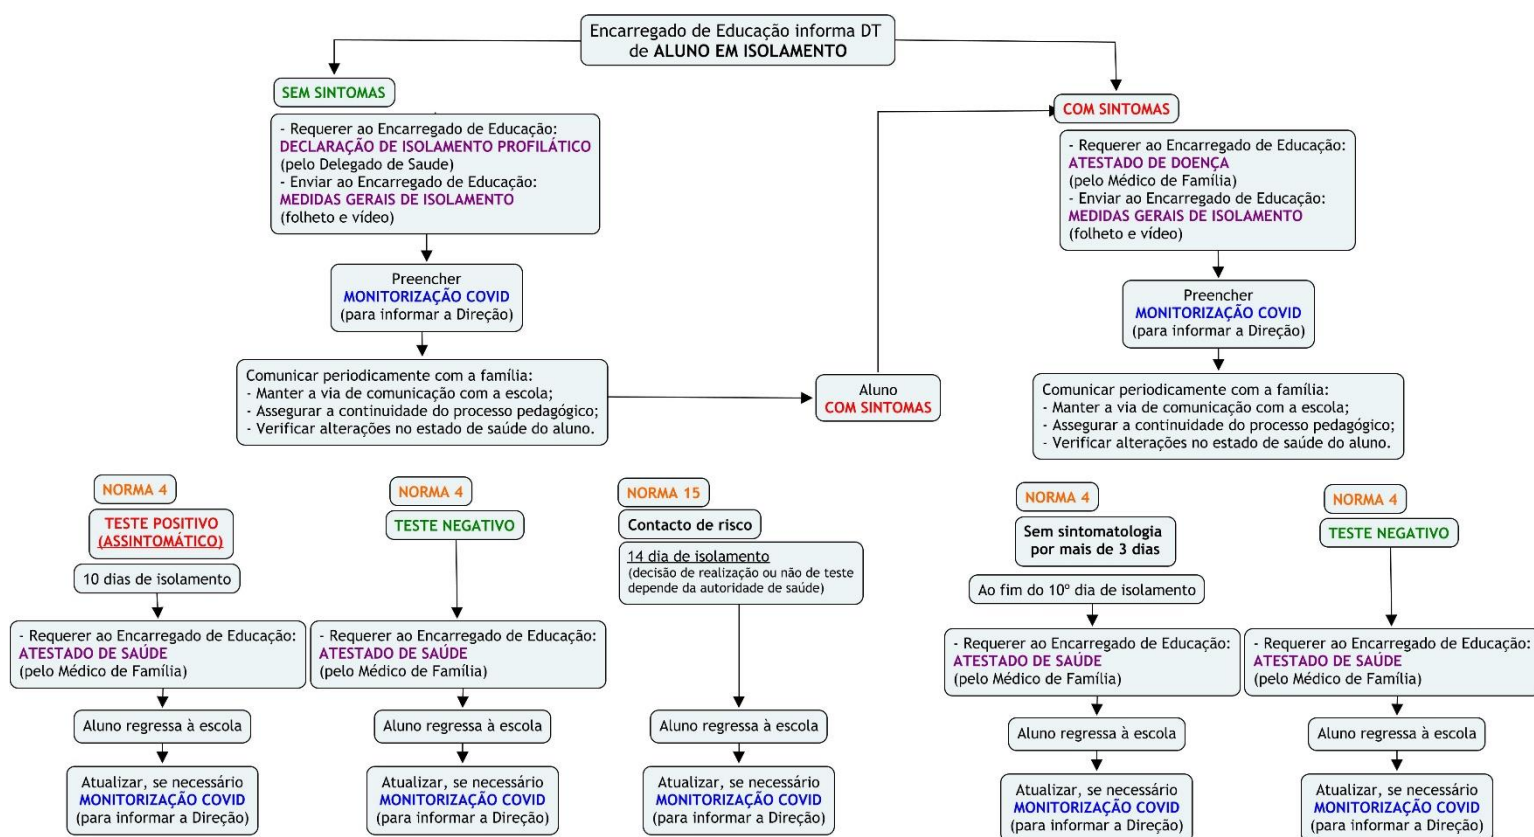 Encarregado de Educação informa DT
de ALUNO EM ISOLAMENTO
SEM SINTOMAS
- Requerer ao Encarregado de Educação:
DECLARAÇÃO DE ISOLAMENTO PROFILÁTICO
(pelo Delegado de Saude)
- Enviar ao Encarregado de Educação:
MEDIDAS GERAIS DE ISOLAMENTO
(folheto e vídeo)
Preencher
MONITORIZAÇÃO COVID
(para informar a Direção)
Comunicar periodicamente com a família:
- Manter a via de comunicação com a escola;
- Assegurar a continuidade do processo pedagógico;
- Verificar alterações no estado de saúde do aluno.
Aluno
COM SINTOMAS
COM SINTOMAS
- Requerer ao Encarregado de Educação:
ATESTADO DE DOENÇA
(pelo Médico de Família)
- Enviar ao Encarregado de Educação:
MEDIDAS GERAIS DE ISOLAMENTO
(folheto e vídeo)
Preencher
MONITORIZAÇÃO COVID
(para informar a Direção)
Comunicar periodicamente com a família:
- Manter a via de comunicação com a escola;
- Assegurar a continuidade do processo pedagógico;
- Verificar alterações no estado de saúde do aluno.
NORMA 4
TESTE POSITIVO
(ASSINTOMÁTICO)
10 dias de isolamento
- Requerer ao Encarregado de Educação:
ATESTADO DE SAÚDE
(pelo Médico de Família)
Aluno regressa à escola
Atualizar, se necessário
MONITORIZAÇÃO COVID
(para informar a Direção)
NORMA 4
TESTE NEGATIVO
- Requerer ao Encarregado de Educação:
ATESTADO DE SAÚDE
(pelo Médico de Família)
Aluno regressa à escola
Atualizar, se necessário
MONITORIZAÇÃO COVID
(para informar a Direção)
NORMA 15
Contacto de risco
14 dia de isolamento
(decisão de realização ou não de teste
depende da autoridade de saúde)
Aluno regressa à escola
Atualizar, se necessário
MONITORIZAÇÃO COVID
(para informar a Direção)
NORMA 4
Sem sintomatologia
por mais de 3 dias
Ao fim do 10º dia de isolamento
- Requerer ao Encarregado de Educação:
ATESTADO DE SAÚDE
(pelo Médico de Família)
Aluno regressa à escola
Atualizar, se necessário
MONITORIZAÇÃO COVID
(para informar a Direção)
NORMA 4
TESTE NEGATIVO
- Requerer ao Encarregado de Educação:
ATESTADO DE SAÚDE
(pelo Médico de Família)
Aluno regressa à escola
Atualizar, se necessário
MONITORIZAÇÃO COVID
(para informar a Direção)